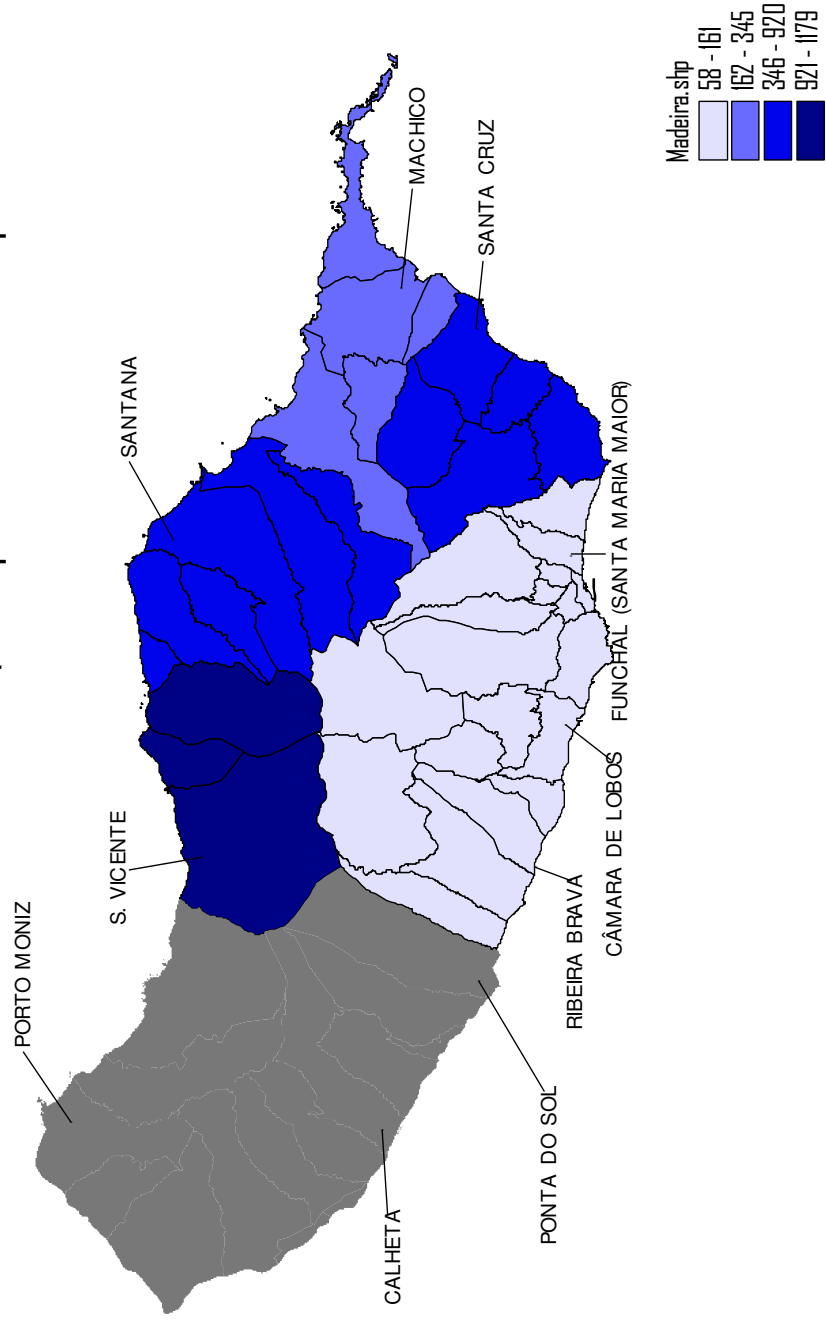 PORTO MONIZ
S. VICENTE
SANTANA
MACHICO
SANTA CRUZ
FUNCHAL (SANTA MARIA MAIOR)
CÂMARA DE LOBOS
RIBEIRA BRAVA
PONTA DO SOL
CALHETA
Madeira.shp
58 - 161
162 - 345
346 - 920
921 - 1179